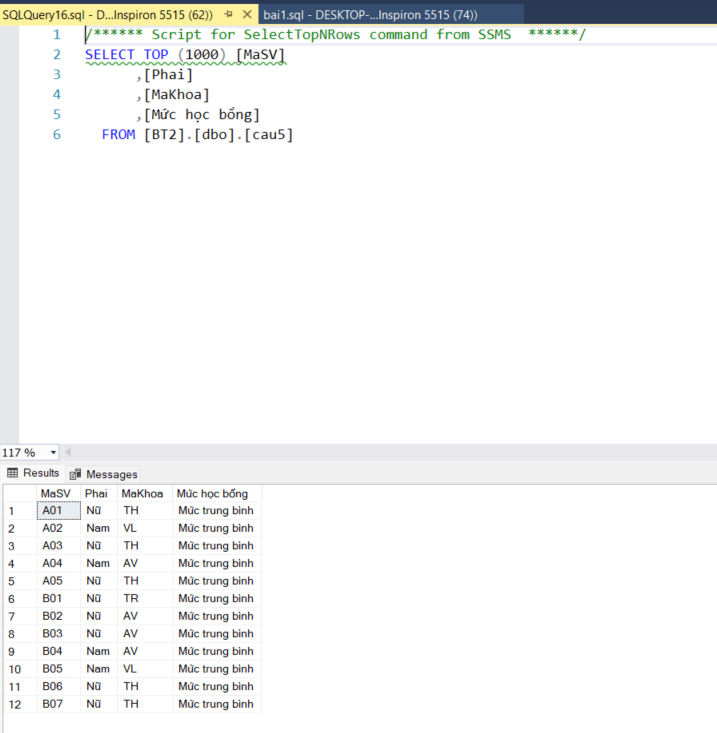 SQLQuery16.sql - D...Inspiron 5515 (62)) bai1.sql - DESKTOP-...Inspiron 5515 (74))
1 /****** Script for SelectTopNRows command from SSMS  ******/
2 SELECT TOP (1000) [MaSV]
3 ,[Phai]
4 ,[MaKhoa]
5 ,[Mức học bổng]
6 FROM [BT2].[dbo].[cau5]
117 %
Results Messages
MaSV Phai MaKhoa Mức học bổng
1 A01 Nữ TH Mức trung bình
2 A02 Nam VL Mức trung bình
3 A03 Nữ TH Mức trung bình
4 A04 Nam AV Mức trung bình
5 A05 Nữ TH Mức trung bình
6 B01 Nữ TR Mức trung bình
7 B02 Nữ AV Mức trung bình
8 B03 Nữ AV Mức trung bình
9 B04 Nam AV Mức trung bình
10 B05 Nam VL Mức trung bình
11 B06 Nữ TH Mức trung bình
12 B07 Nữ TH Mức trung bình